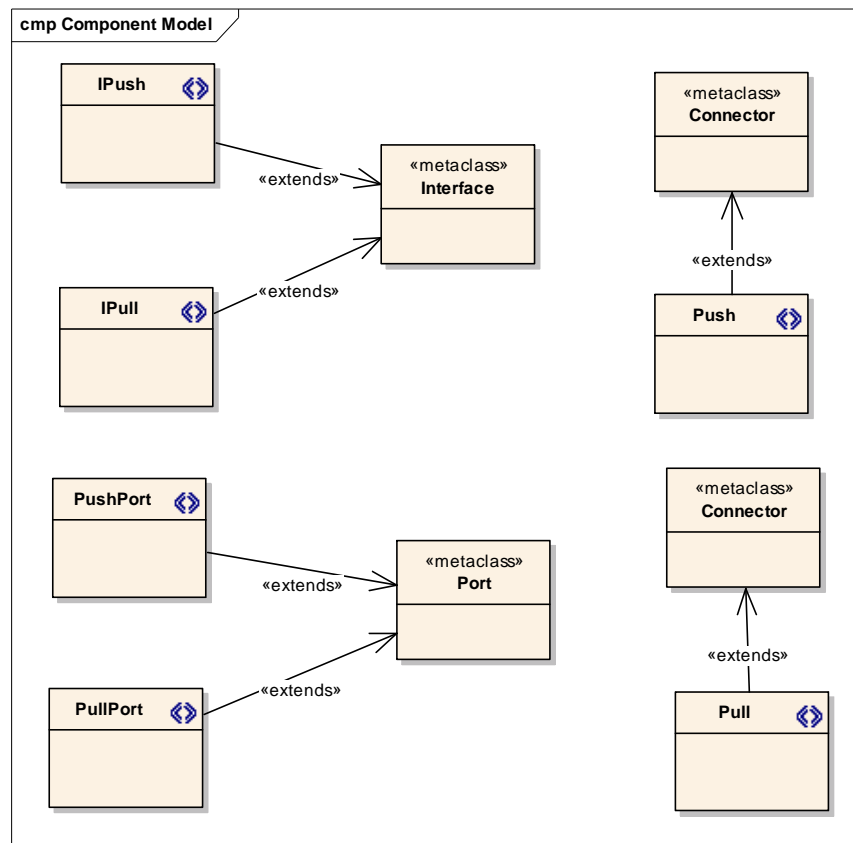 cmp Component Model
IPush
«metaclass»
Connector
«metaclass»
Interface
«extends»
«extends»
IPull
«extends»
Push
PushPort
«metaclass»
Connector
«metaclass»
Port
«extends»
«extends»
«extends»
PullPort
Pull